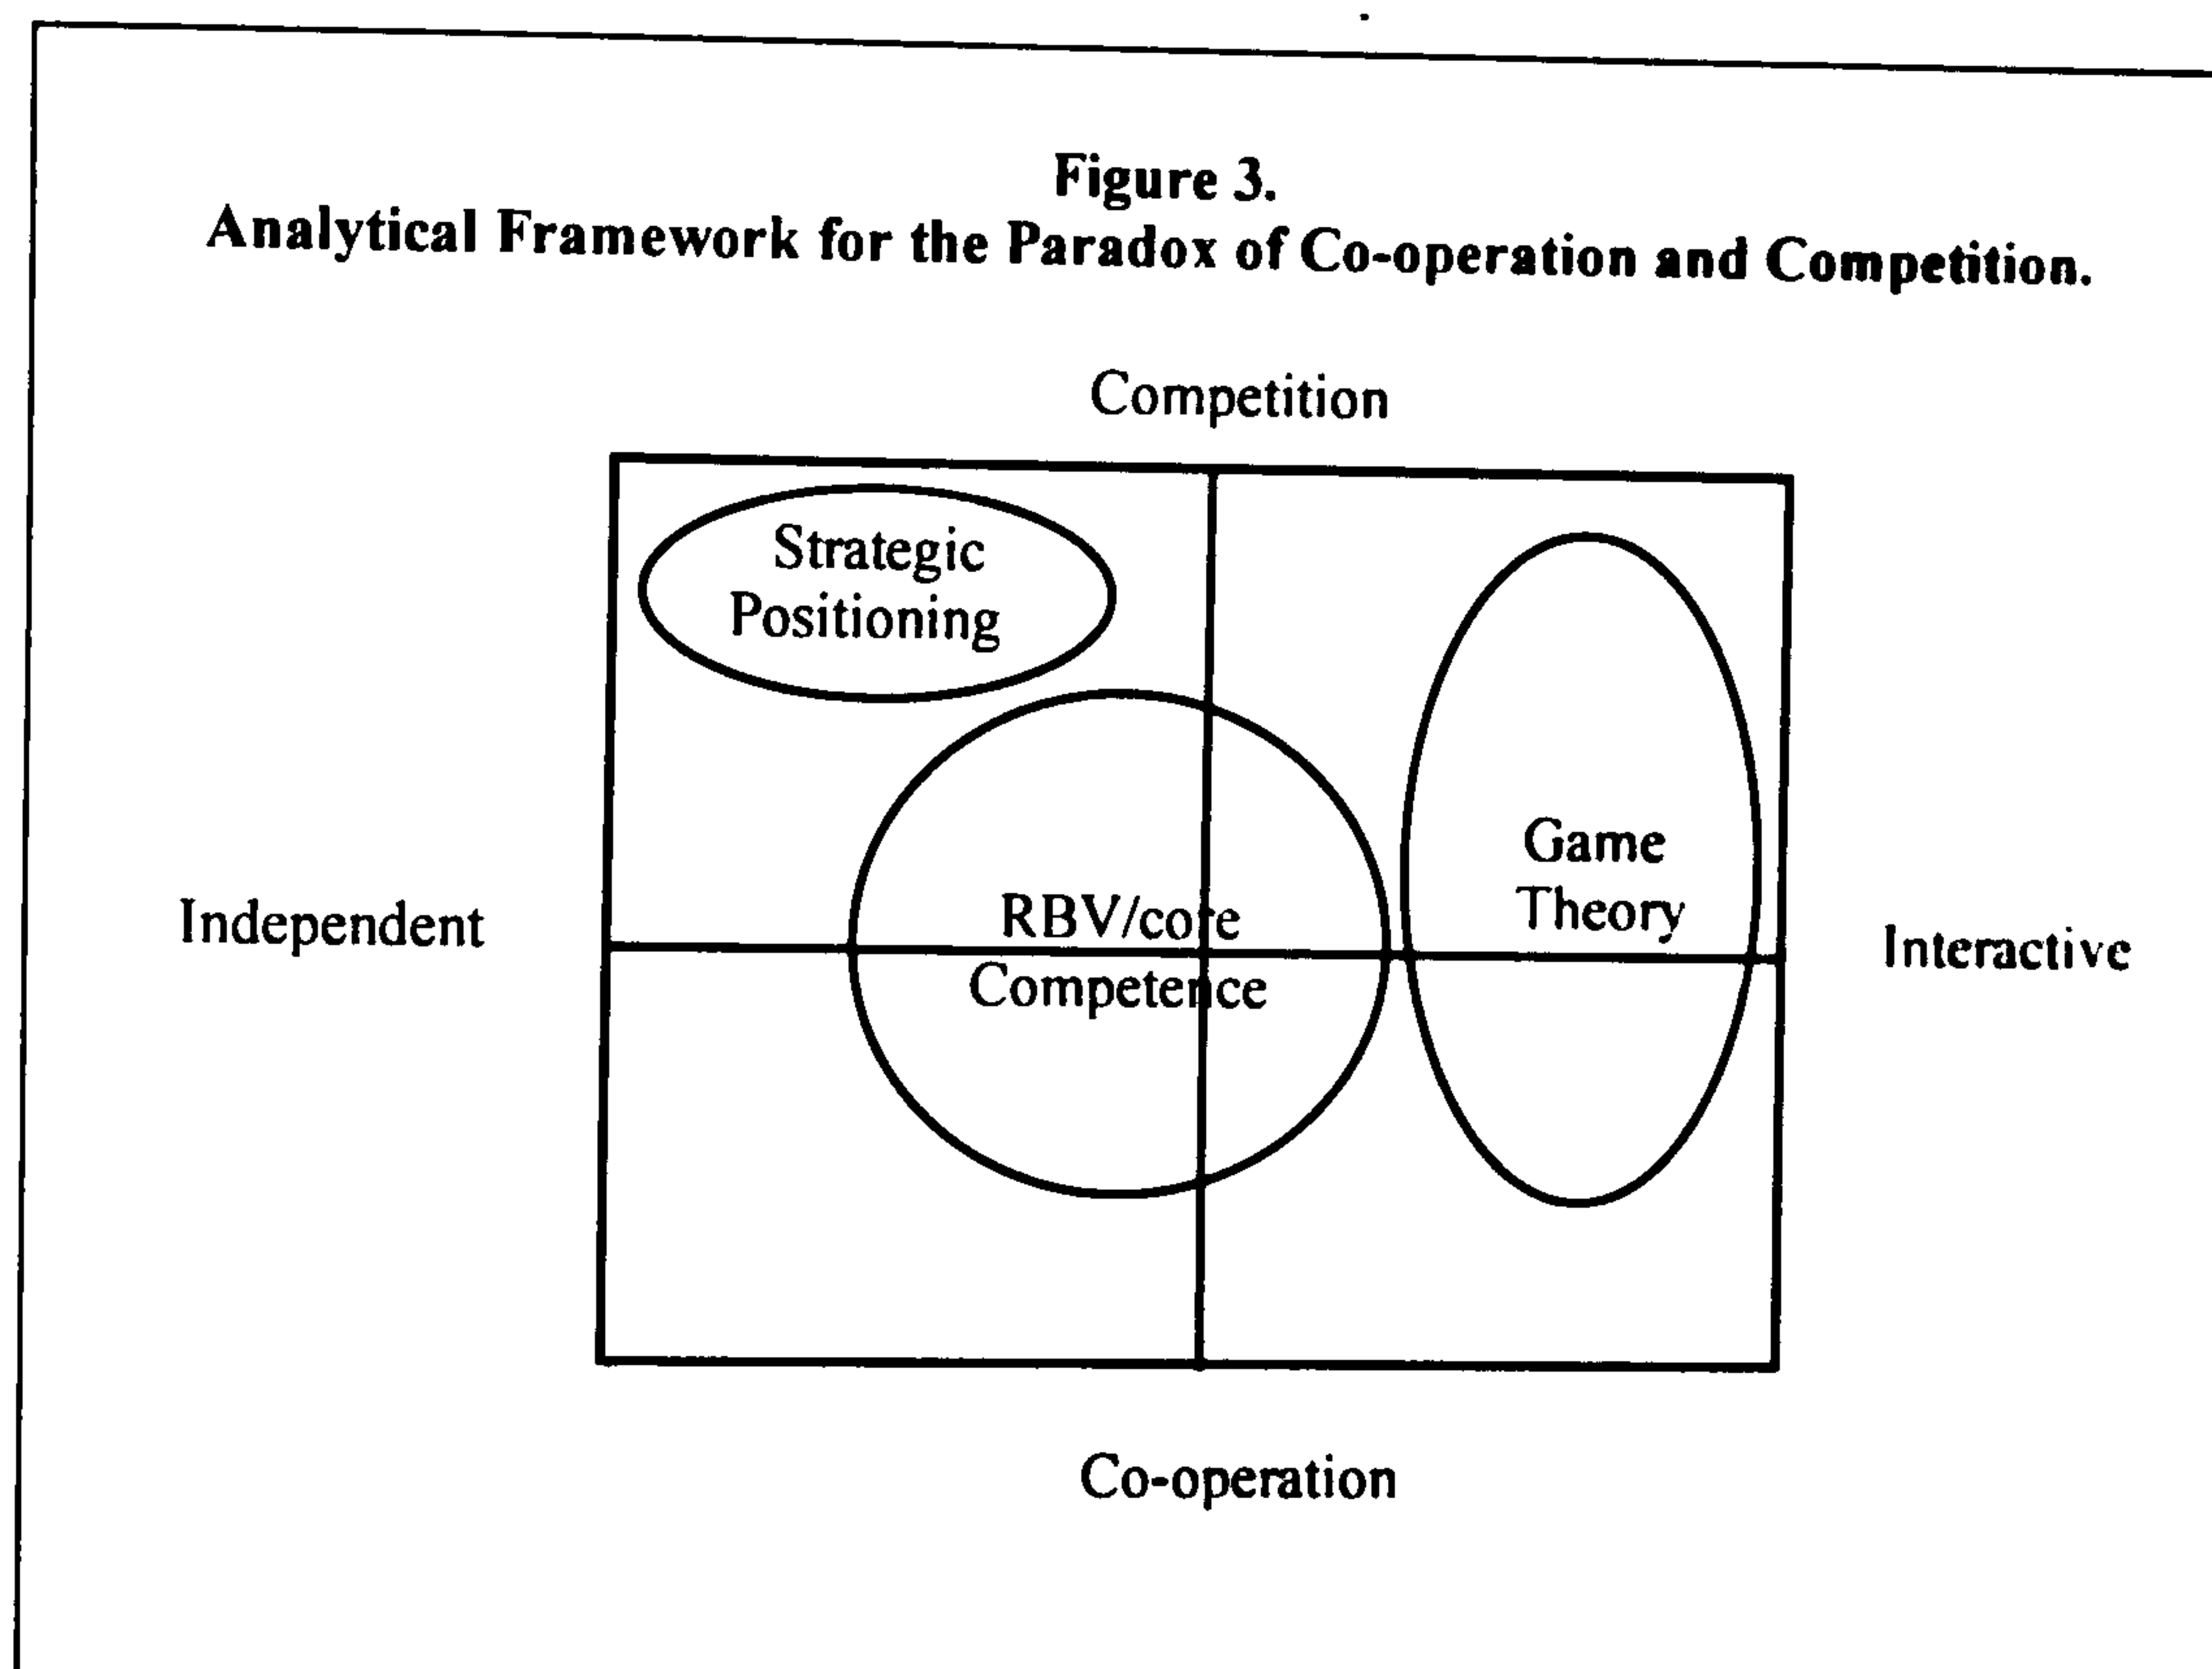 Figure 3.
Analytical Framework for the Paradox of Co-operation and Competition.
Competition
Strategic
Positioning
Game
Theory
RBV/core
Competence
Independent
Interactive
Co-operation